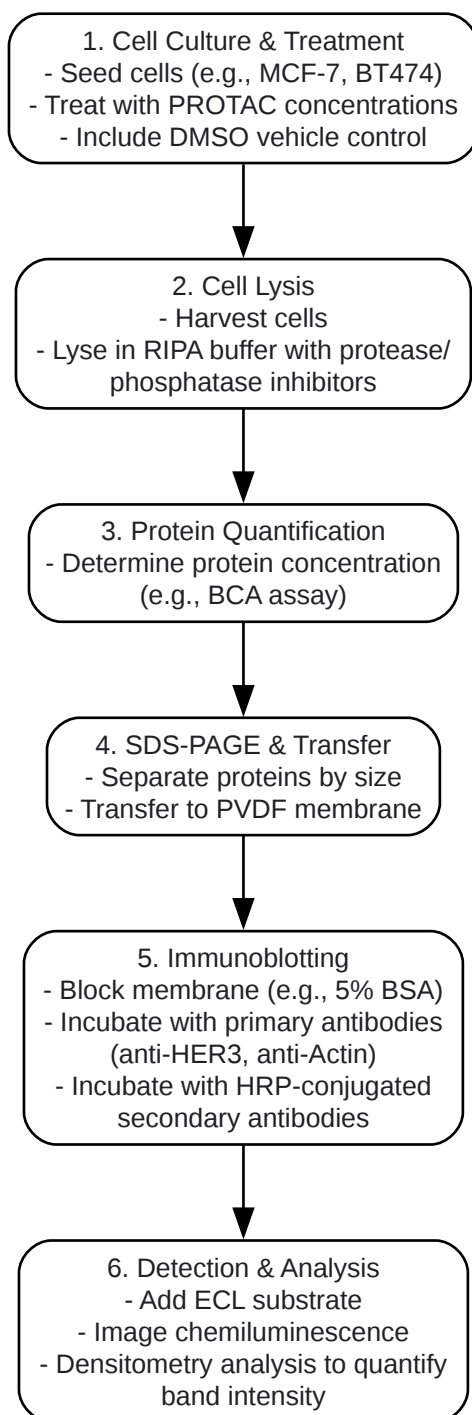 1. Cell Culture & Treatment
- Seed cells (e.g., MCF-7, BT474)
- Treat with PROTAC concentrations
- Include DMSO vehicle control
2. Cell Lysis
- Harvest cells
- Lyse in RIPA buffer with protease/
phosphatase inhibitors
3. Protein Quantification
- Determine protein concentration
(e.g., BCA assay)
4. SDS-PAGE & Transfer
- Separate proteins by size
- Transfer to PVDF membrane
5. Immunoblotting
- Block membrane (e.g., 5% BSA)
- Incubate with primary antibodies
(anti-HER3, anti-Actin)
- Incubate with HRP-conjugated
secondary antibodies
6. Detection & Analysis
- Add ECL substrate
- Image chemiluminescence
- Densitometry analysis to quantify
band intensity